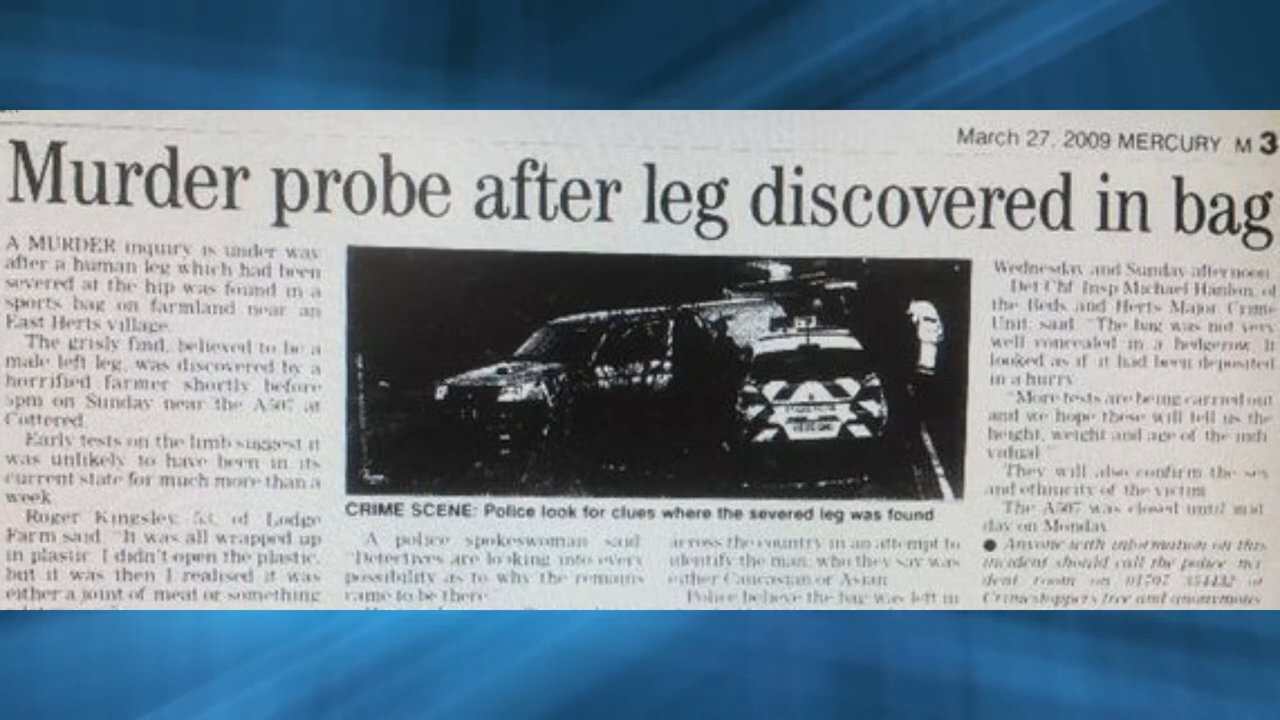 March 27, 2009 MERCURY M 3
Murder probe after leg discovered in bag
A MURDER inquiry is under way
after a human leg which had been
severed at the hip was found in a
sports bag on farmland near an
East Herts village.
The grisly find, believed to be a
male left leg, was discovered by a
horrified farmer shortly before
5pm on Sunday near the A507 at
Cottered.
Early tests on the limb suggest it
was unlikely to have been in its
current state for much more than a
week.
Roger Kingsley, 53, of Lodge
Farm said: "It was all wrapped up
in plastic. I didn't open the plastic,
but it was then I realised it was
either a joint of meat or something
CRIME SCENE: Police look for clues where the severed leg was found
A police spokeswoman said
"Detectives are looking into every
possibility as to why the remains
came to be there
across the country in an attempt to
identify the man, who they say was
either Caucasian or Asian
Police believe the bag was left in
Wednesday and Sunday afternoon
Det Chf Insp Michael Hanlon, of
the Beds and Herts Major Crime
Unit, said: "The bag was not very
well concealed in a hedgerow. It
looked as if it had been deposited
in a hurry
"More tests are being carried out
and we hope these will tell us the
height, weight and age of the indi
vidual
They will also confirm the sex
and ethnicity of the victim
The A507 was closed until mid
day on Monday
● Anyone with information on this
incident should call the police inci
dent room on 01707 354432 or
Crimestoppers free and anonymous